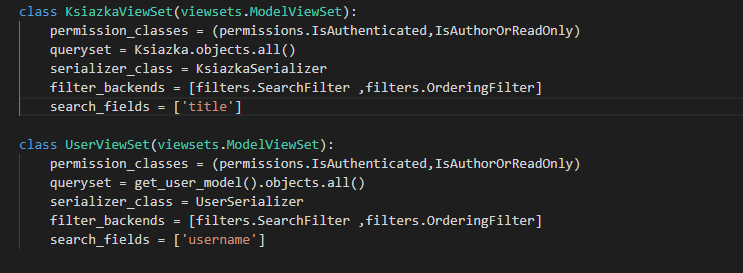 class KsiazkaViewSet(viewsets.ModelViewSet):
    permission_classes = (permissions.IsAuthenticated,IsAuthorOrReadOnly)
    queryset = Ksiazka.objects.all()
    serializer_class = KsiazkaSerializer
    filter_backends = [filters.SearchFilter ,filters.OrderingFilter]
    search_fields = ['title']

class UserViewSet(viewsets.ModelViewSet):
    permission_classes = (permissions.IsAuthenticated,IsAuthorOrReadOnly)
    queryset = get_user_model().objects.all()
    serializer_class = UserSerializer
    filter_backends = [filters.SearchFilter ,filters.OrderingFilter]
    search_fields = ['username']